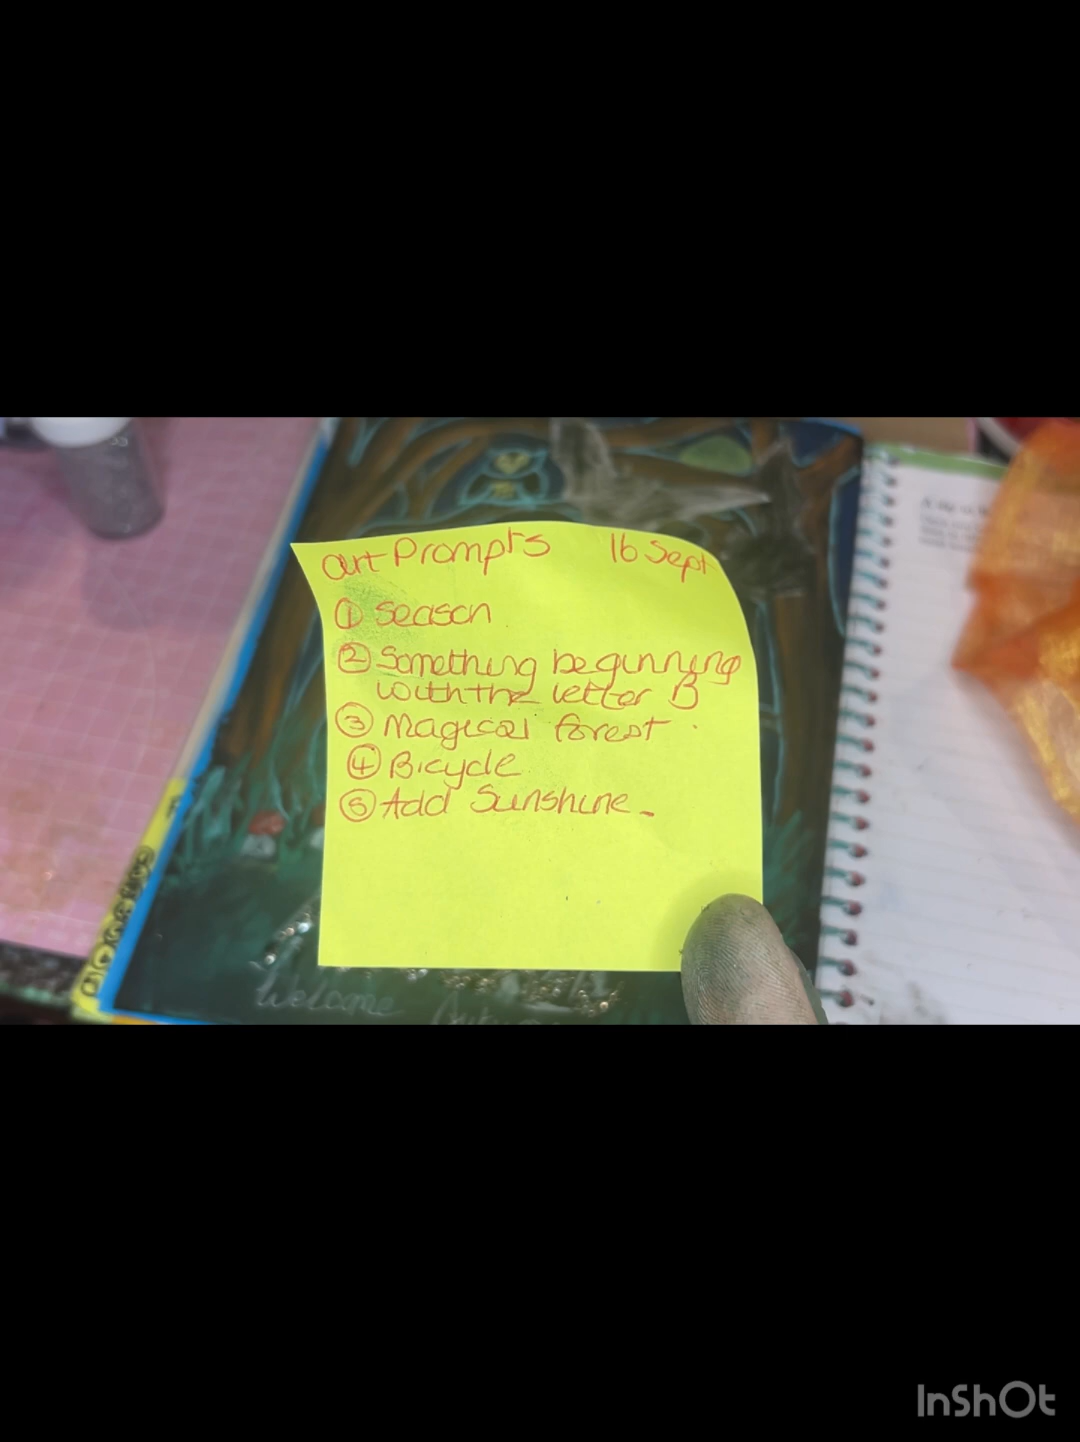 art Prompts 16 Sept
① Season
② Something beginning
with the letter B
③ Magical forest.
④ Bicycle
⑤ Add Sunshine.
Welcome
InShOt